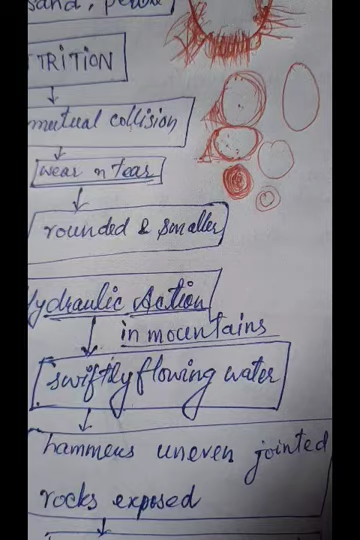 sand, peb
TRITION
mutual collision
wear n tear
rounded & smaller
ydraulic Action
in mountains
swiftly flowing water
hammers uneven jointed
rocks exposed